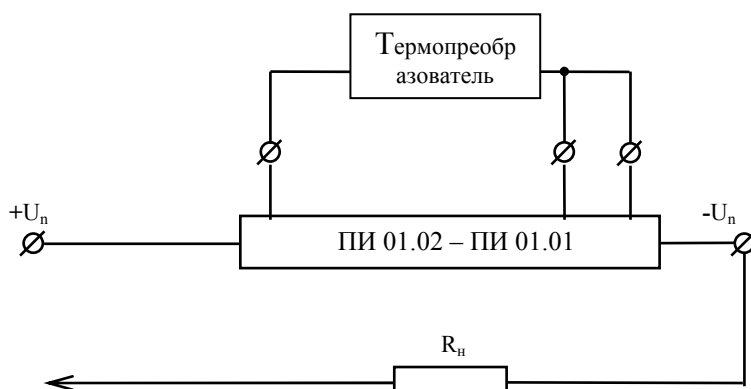 Термопреобр
азователь
+Uп
-Uп
ПИ 01.02 – ПИ 01.01
Rн